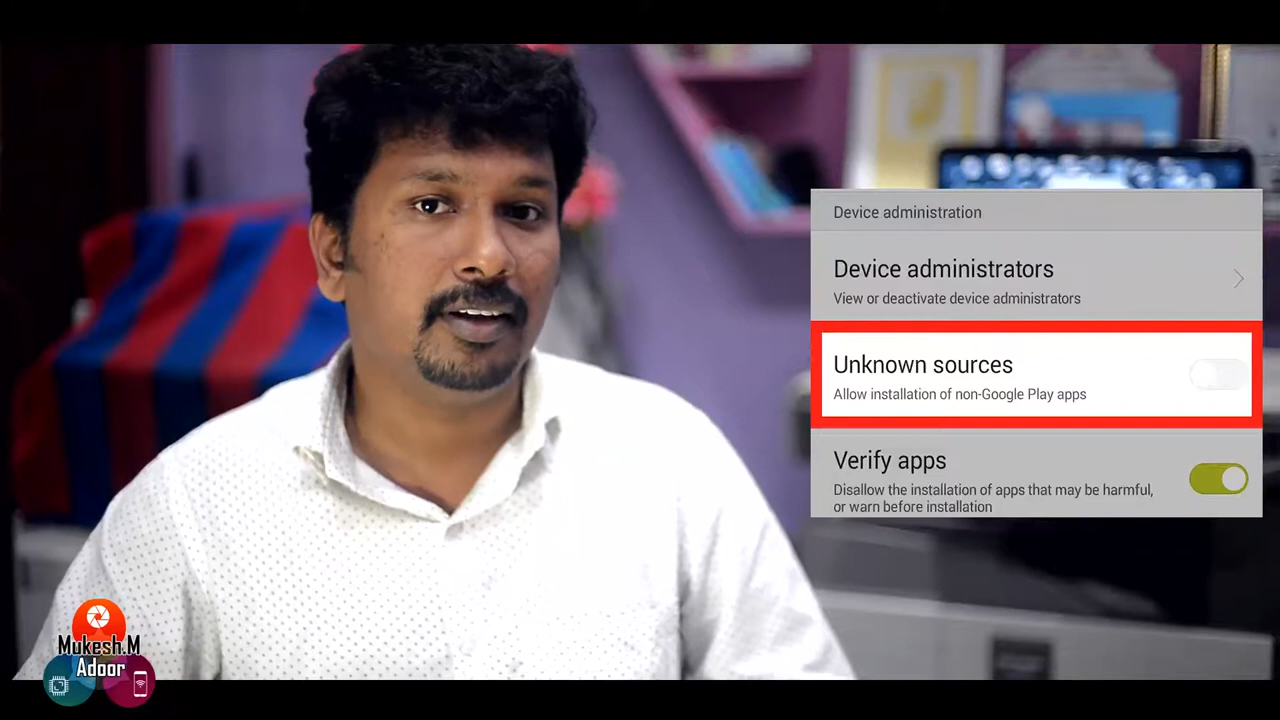 Device administration
Device administrators
View or deactivate device administrators
Unknown sources
Allow installation of non-Google Play apps
Verify apps
Disallow the installation of apps that may be harmful,
or warn before installation
Mukesh.M
Adoor